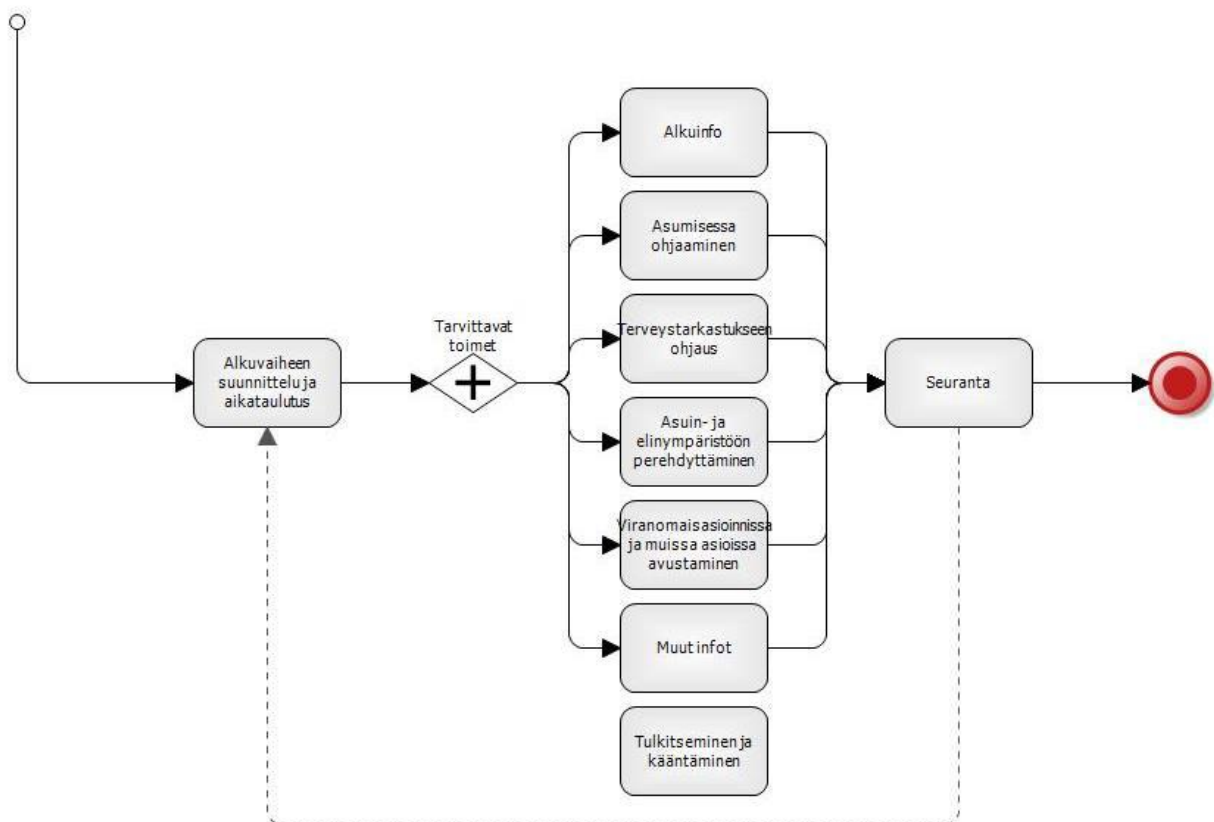 Alkuinfo
Asumisessa
ohjaaminen
Tarvittavat
toimet
Terveystarkastukseen
ohjaus
Alkuvaiheen
suunnittelu ja
aikataulutus
Seuranta
Asuin- ja
elinympäristöön
perehdyttäminen
Viranomaisasioinnissa
ja muissa asioissa
avustaminen
Muut infot
Tulkitseminen ja
kääntäminen